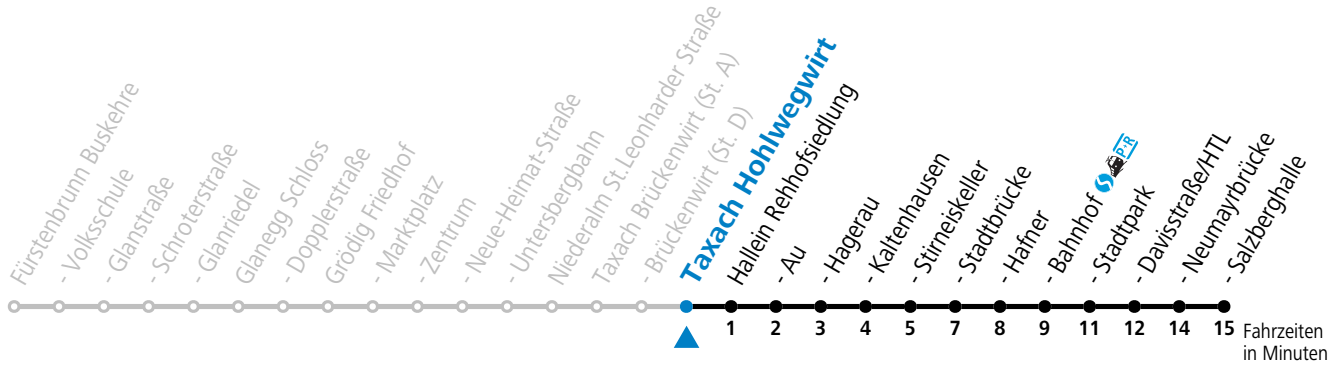 Fürstenbrunn Buskehre
- Volksschule
- Glanstraße
- Schroterstraße
- Glanriedel
Glanegg Schloss
- Dopplerstraße
Grödig Friedhof
- Marktplatz
- Zentrum
- Neue-Heimat-Straße
- Untersbergbahn
Niederalm St.Leonharder Straße
Taxach Brückenwirt (St. A)
- Brückenwirt (St. D)
Taxach Hohlwegwirt
Hallein Rehhofsiedlung
- Au
- Hagerau
- Kaltenhausen
- Stirneiskeller
- Stadtbrücke
- Hafner
- Bahnhof S P+R
- Stadtpark
- Davisstraße/HTL
- Neumayrbrücke
- Salzberghalle
1 2 3 4 5 7 8 9 11 12 14 15
Fahrzeiten
in Minuten